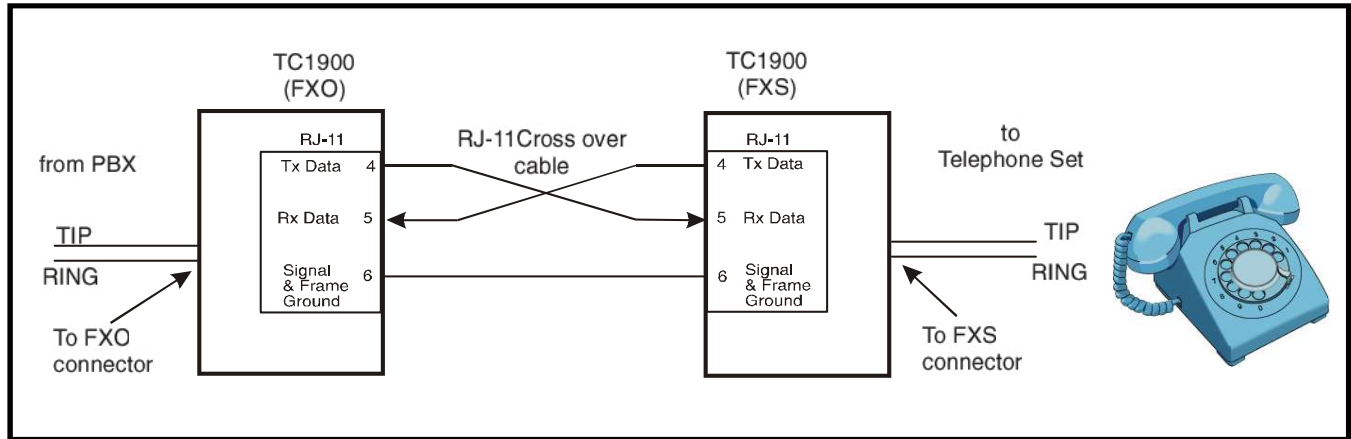 TC1900
(FXO)
TC1900
(FXS)
from PBX
RJ-11
Tx Data 4
Rx Data 5
Signal
& Frame 6
Ground
RJ-11Cross over
cable
RJ-11
4 Tx Data
5 Rx Data
6 Signal
& Frame
Ground
to
Telephone Set
TIP
RING
TIP
RING
To FXO
connector
To FXS
connector